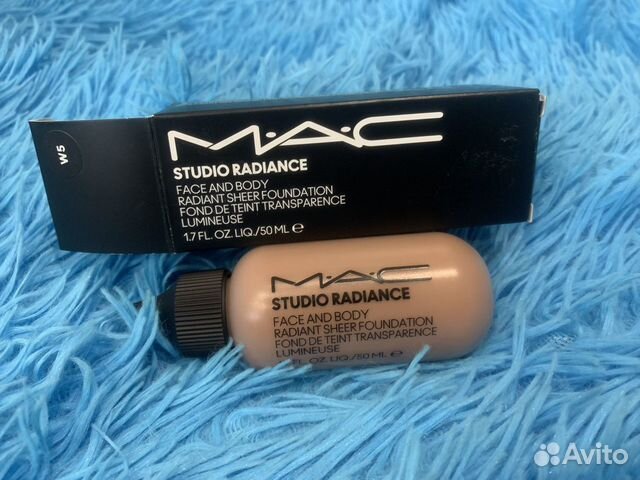 W5
M·A·C
STUDIO RADIANCE
FACE AND BODY
RADIANT SHEER FOUNDATION
FOND DE TEINT TRANSPARENCE
LUMINEUSE
1.7 FL. OZ. LIQ./50 ML ℮
M·A·C
STUDIO RADIANCE
FACE AND BODY
RADIANT SHEER FOUNDATION
FOND DE TEINT TRANSPARENCE
LUMINEUSE
FL. OZ. LIQ./50 ML ℮
Avito